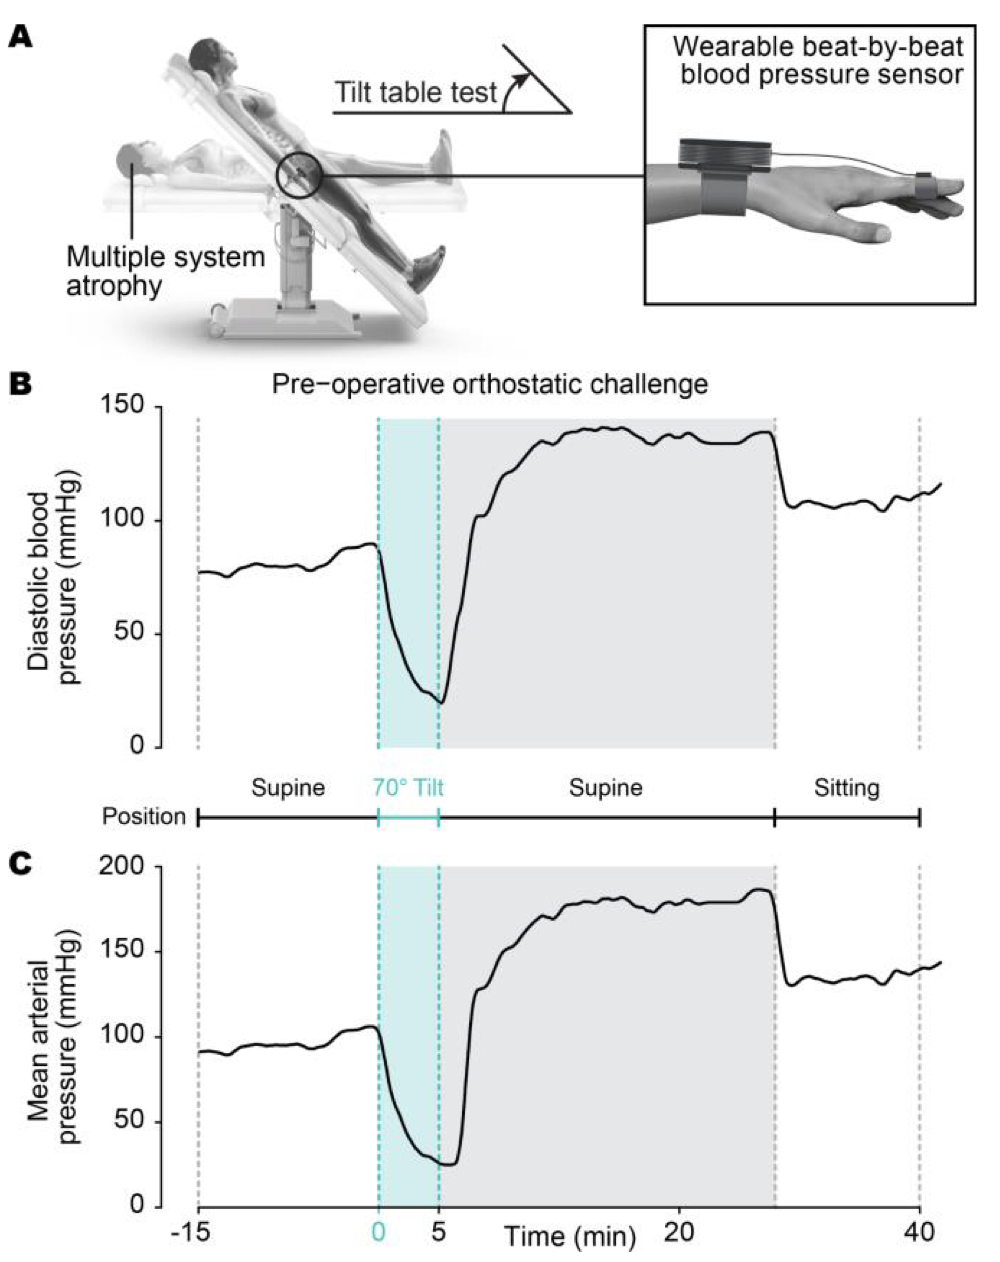 A
Tilt table test
Wearable beat-by-beat
blood pressure sensor
Multiple system
atrophy
B
Pre−operative orthostatic challenge
Diastolic blood
pressure (mmHg)
150
100
50
0
Supine
70° Tilt
Supine
Sitting
Position
C
Mean arterial
pressure (mmHg)
200
150
100
50
0
-15
0
5
Time (min)
20
40